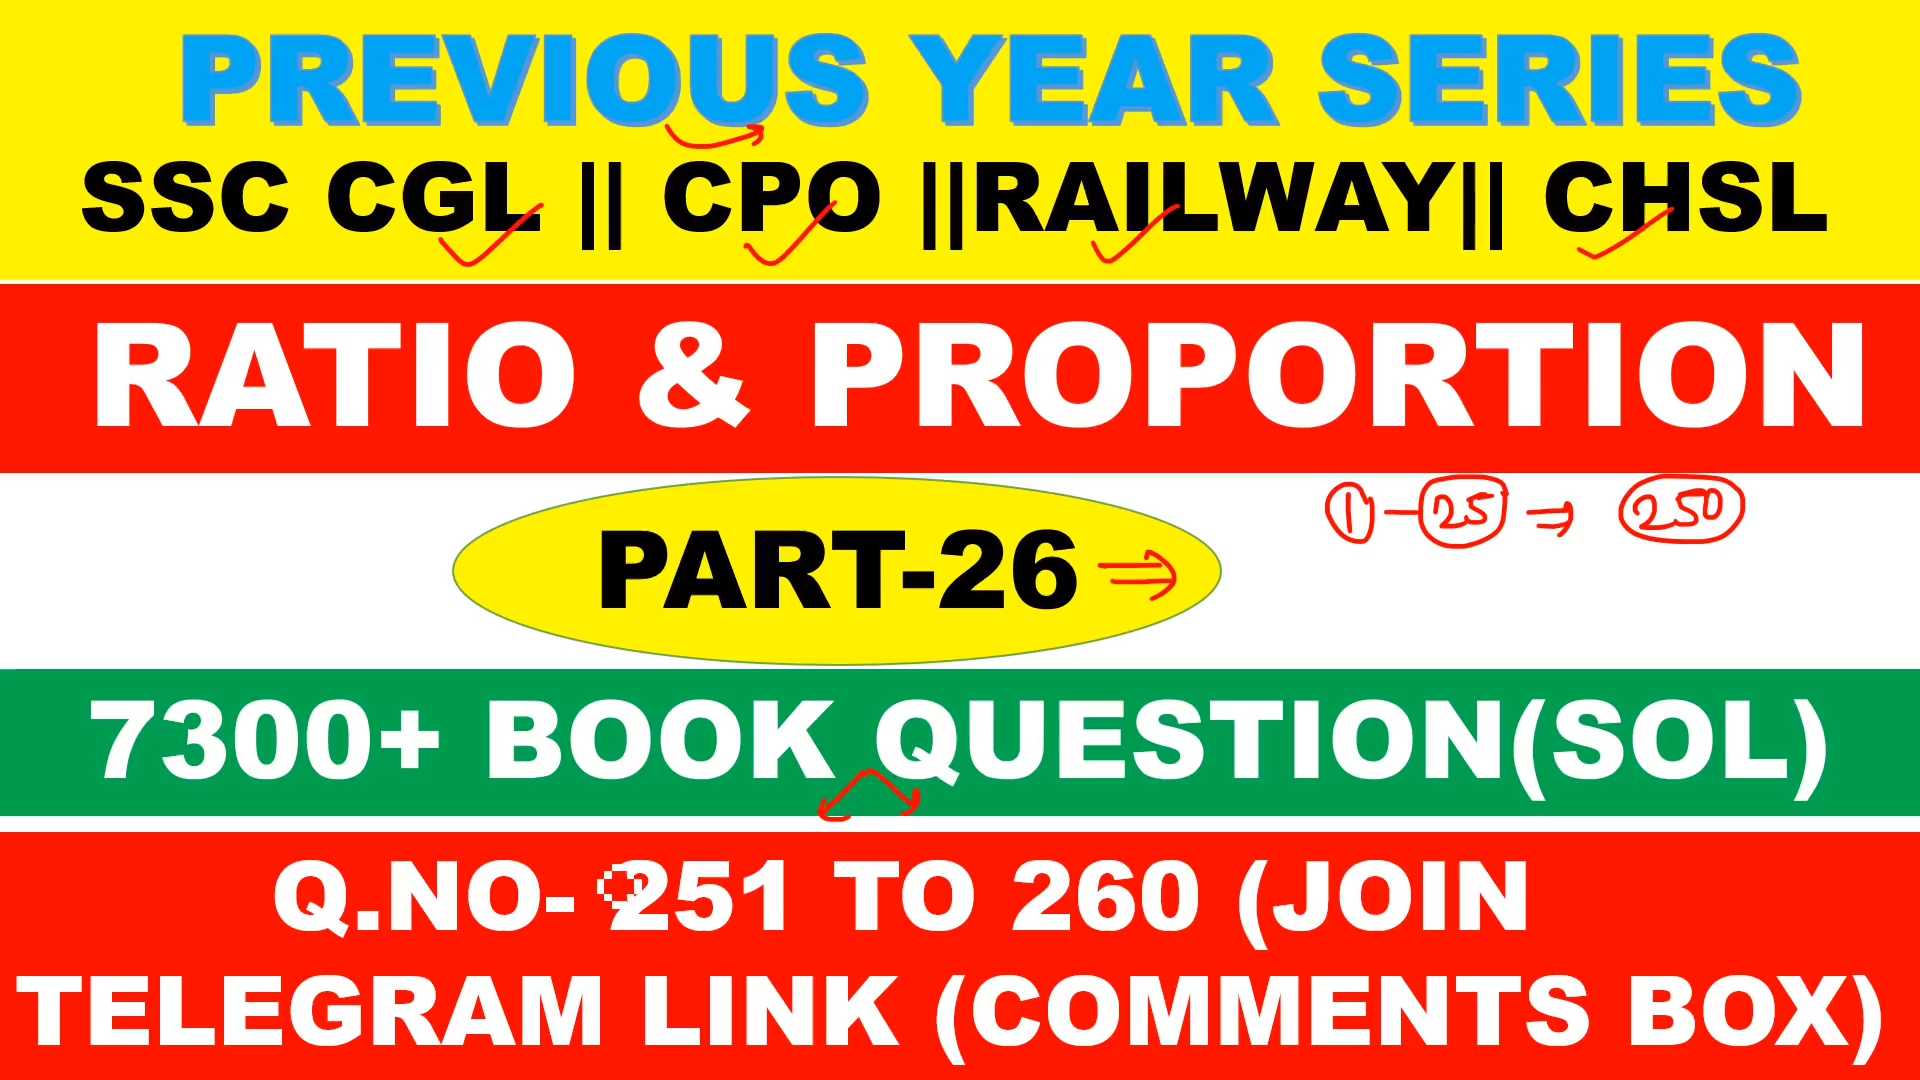 PREVIOUS YEAR SERIES
SSC CGL || CPO ||RAILWAY|| CHSL
RATIO & PROPORTION
1 - 25 ⇒ 250
PART-26 ⇒
7300+ BOOK QUESTION(SOL)
Q.NO- 251 TO 260 (JOIN
TELEGRAM LINK (COMMENTS BOX)